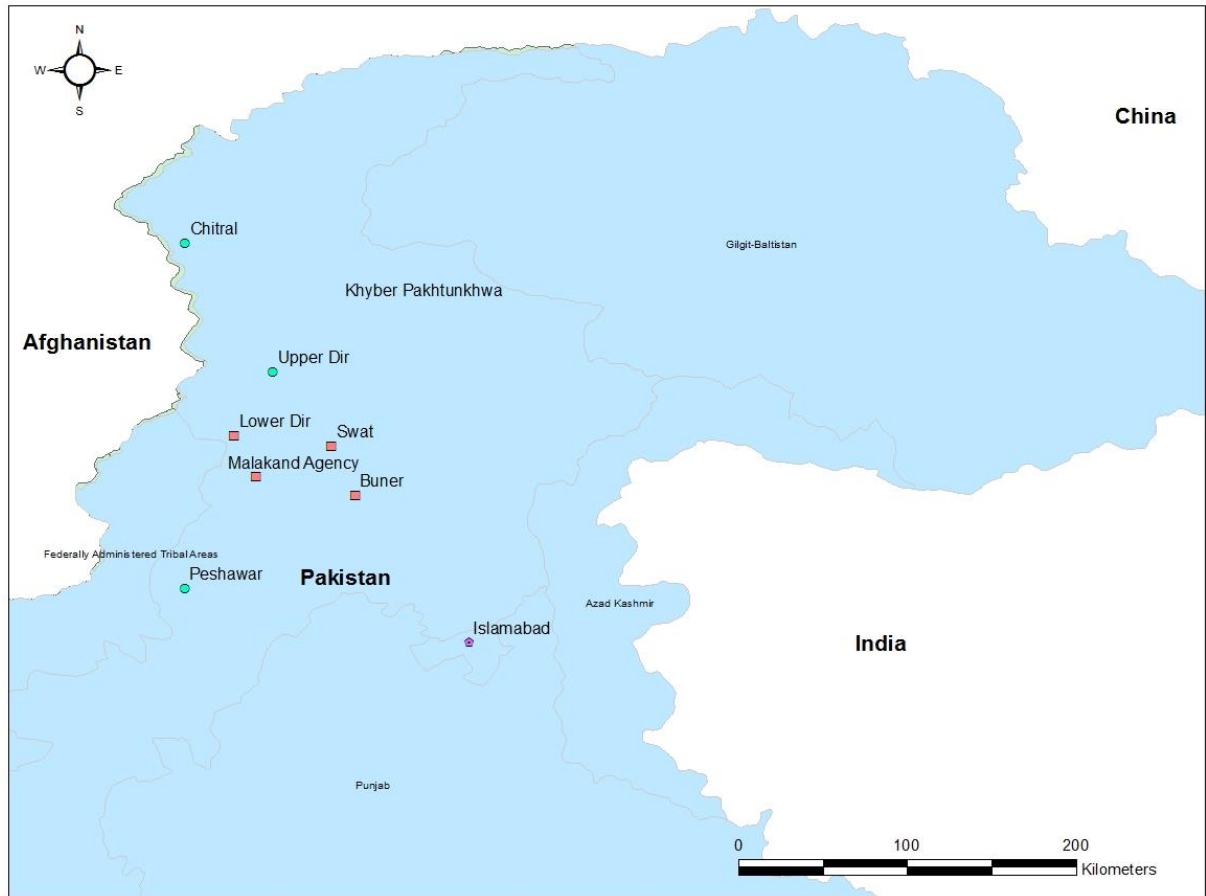 N
W E
S
China
Chitral
Gilgit-Baltistan
Khyber Pakhtunkhwa
Afghanistan
Upper Dir
Lower Dir
Swat
Malakand Agency
Buner
Federally Administered Tribal Areas
Peshawar
Pakistan
Azad Kashmir
Islamabad
India
Punjab
0 100 200
Kilometers